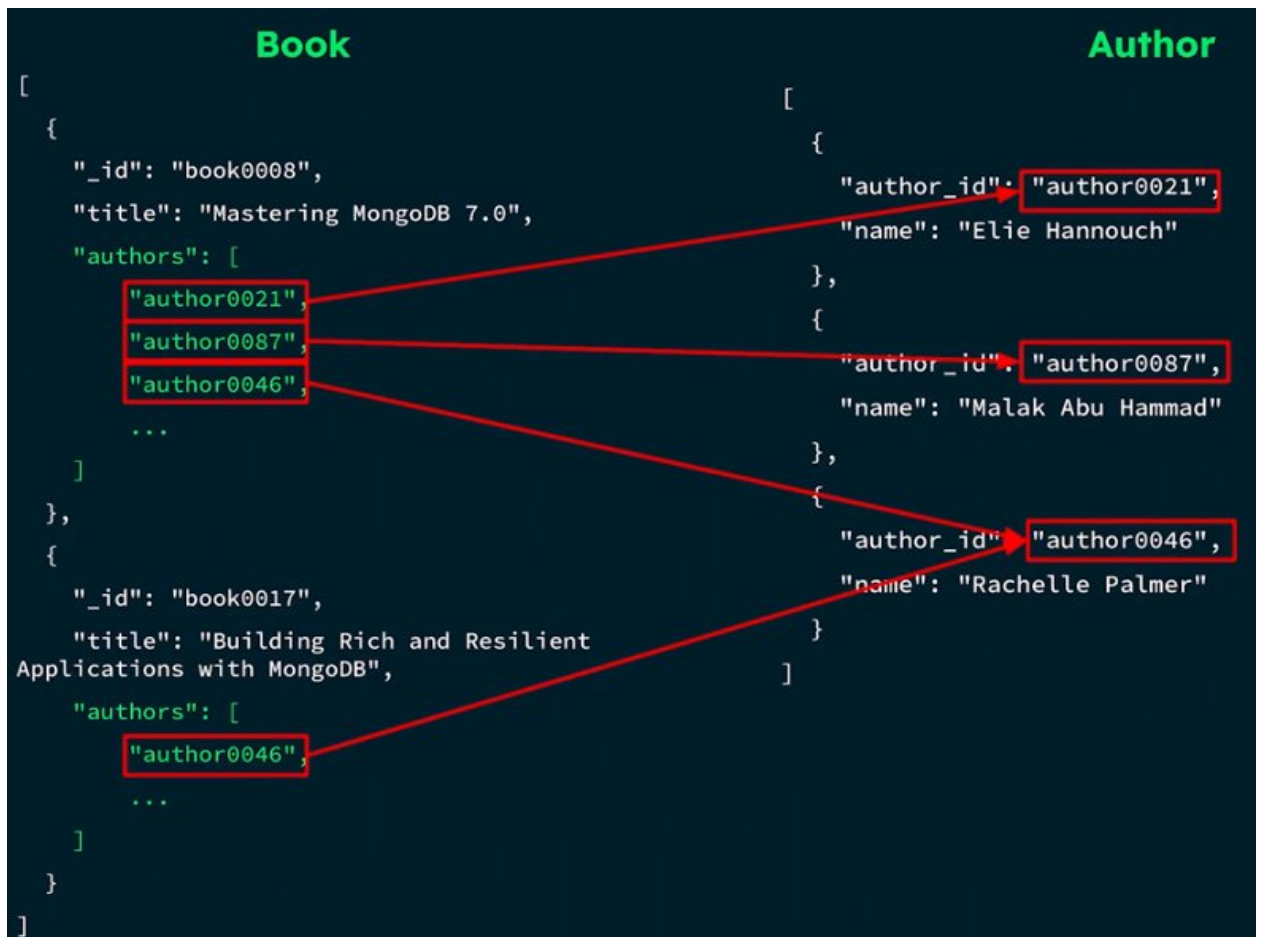 Book
[
{
"_id": "book0008",
"title": "Mastering MongoDB 7.0",
"authors": [
"author0021",
"author0087",
"author0046",
...
]
},
{
"_id": "book0017",
"title": "Building Rich and Resilient
Applications with MongoDB",
"authors": [
"author0046",
...
]
}
]
Author
[
{
"author_id": "author0021",
"name": "Elie Hannouch"
},
{
"author_id": "author0087",
"name": "Malak Abu Hammad"
},
{
"author_id": "author0046",
"name": "Rachelle Palmer"
}
]